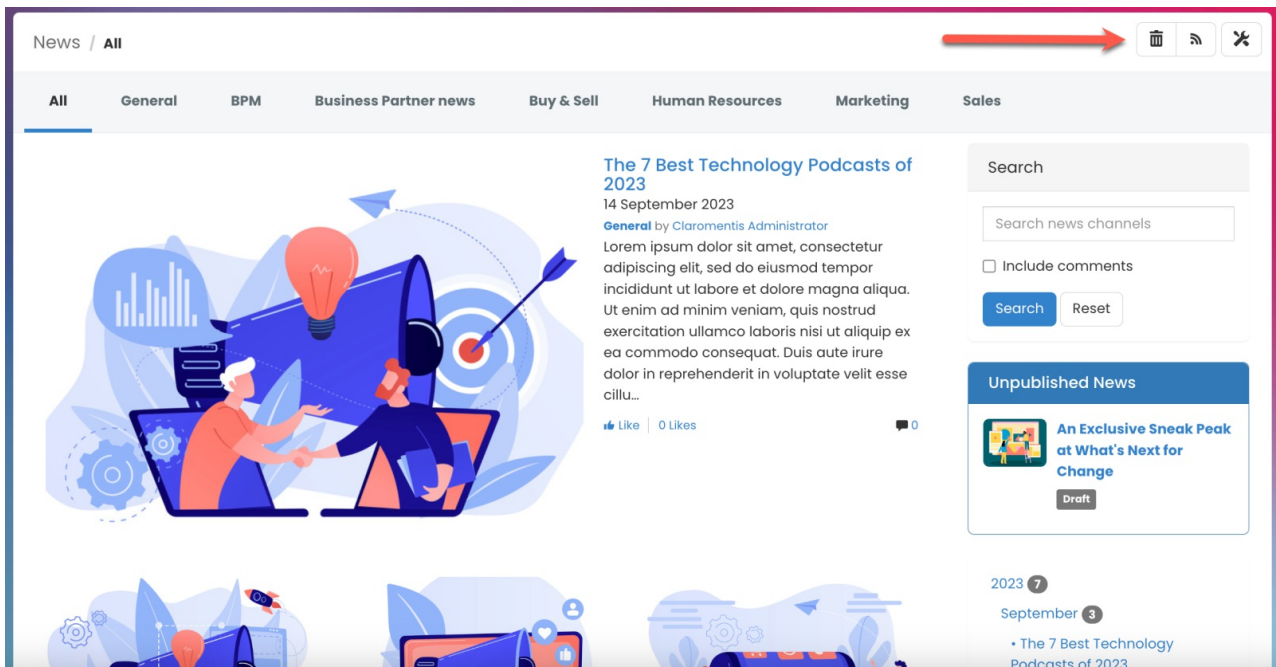 News / All
All General BPM Business Partner news Buy & Sell Human Resources Marketing Sales
The 7 Best Technology Podcasts of
2023
14 September 2023
General by Claromentis Administrator
Lorem ipsum dolor sit amet, consectetur
adipiscing elit, sed do eiusmod tempor
incididunt ut labore et dolore magna aliqua.
Ut enim ad minim veniam, quis nostrud
exercitation ullamco laboris nisi ut aliquip ex
ea commodo consequat. Duis aute irure
dolor in reprehenderit in voluptate velit esse
cillu...
Like 0 Likes 0
Search
Search news channels
Include comments
Search Reset
Unpublished News
An Exclusive Sneak Peak
at What's Next for
Change
Draft
2023 7
September 3
• The 7 Best Technology
Podcasts of 2023